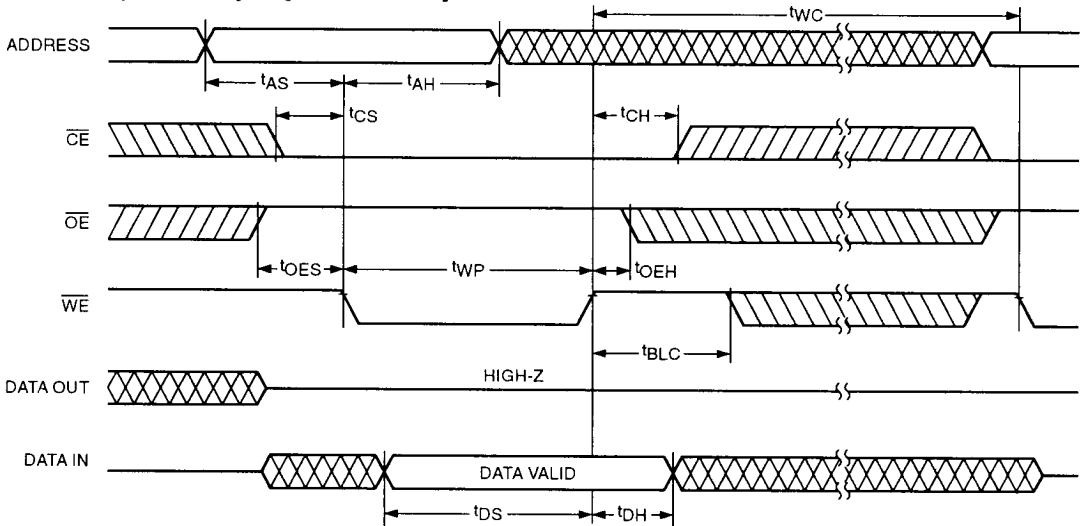 tWC
ADDRESS
tAS
tAH
tCS
tCH
CE
OE
tOES
tWP
tOEH
WE
tBLC
DATA OUT
HIGH-Z
DATA IN
DATA VALID
tDS
tDH